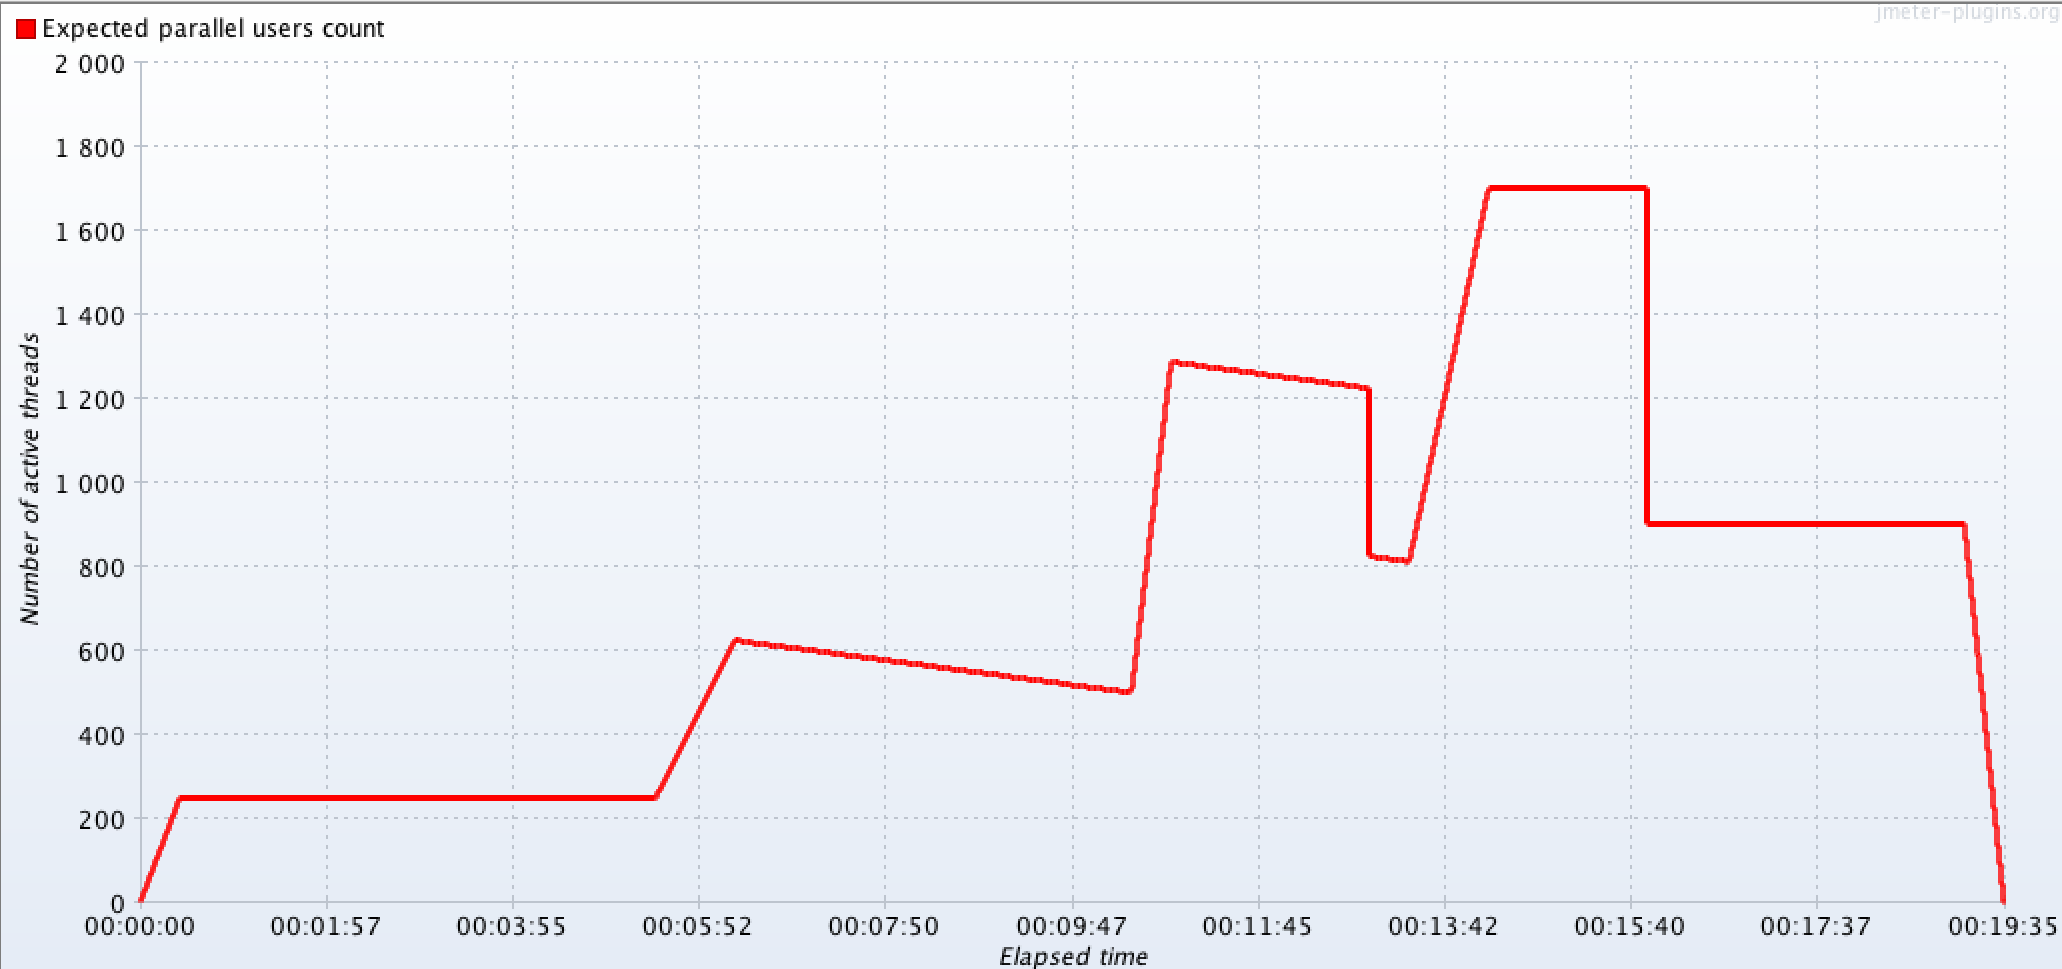 jmeter-plugins.org
Expected parallel users count
2 000
1 800
1 600
1 400
1 200
1 000
800
600
400
200
0
Number of active threads
00:00:00 00:01:57 00:03:55 00:05:52 00:07:50 00:09:47 00:11:45 00:13:42 00:15:40 00:17:37 00:19:35
Elapsed time